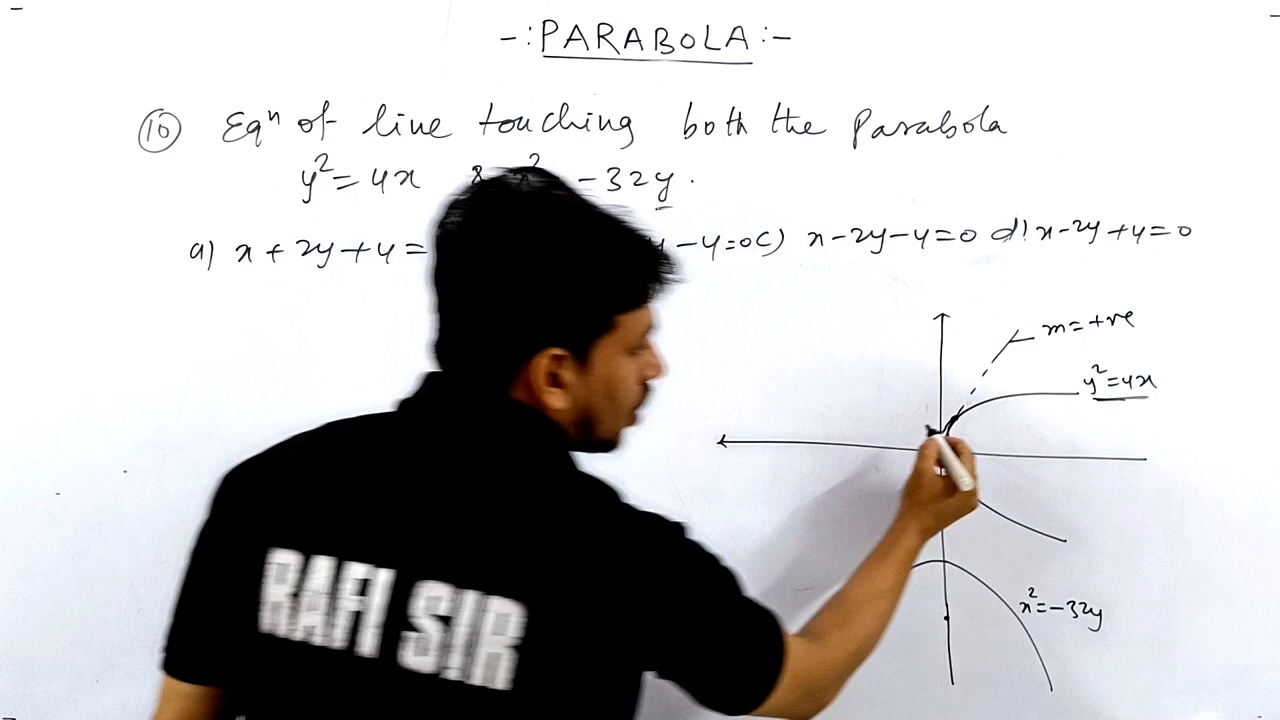 -: PARABOLA :-
⑩ Eqⁿ of line touching both the Parabola
y² = 4x & x² -32y.
a) x + 2y + 4 = y - 4 = 0 c) x - 2y - 4 = 0 d) x - 2y + 4 = 0
m = +ve
y² = 4x
x² = -32y
RAFI SIR